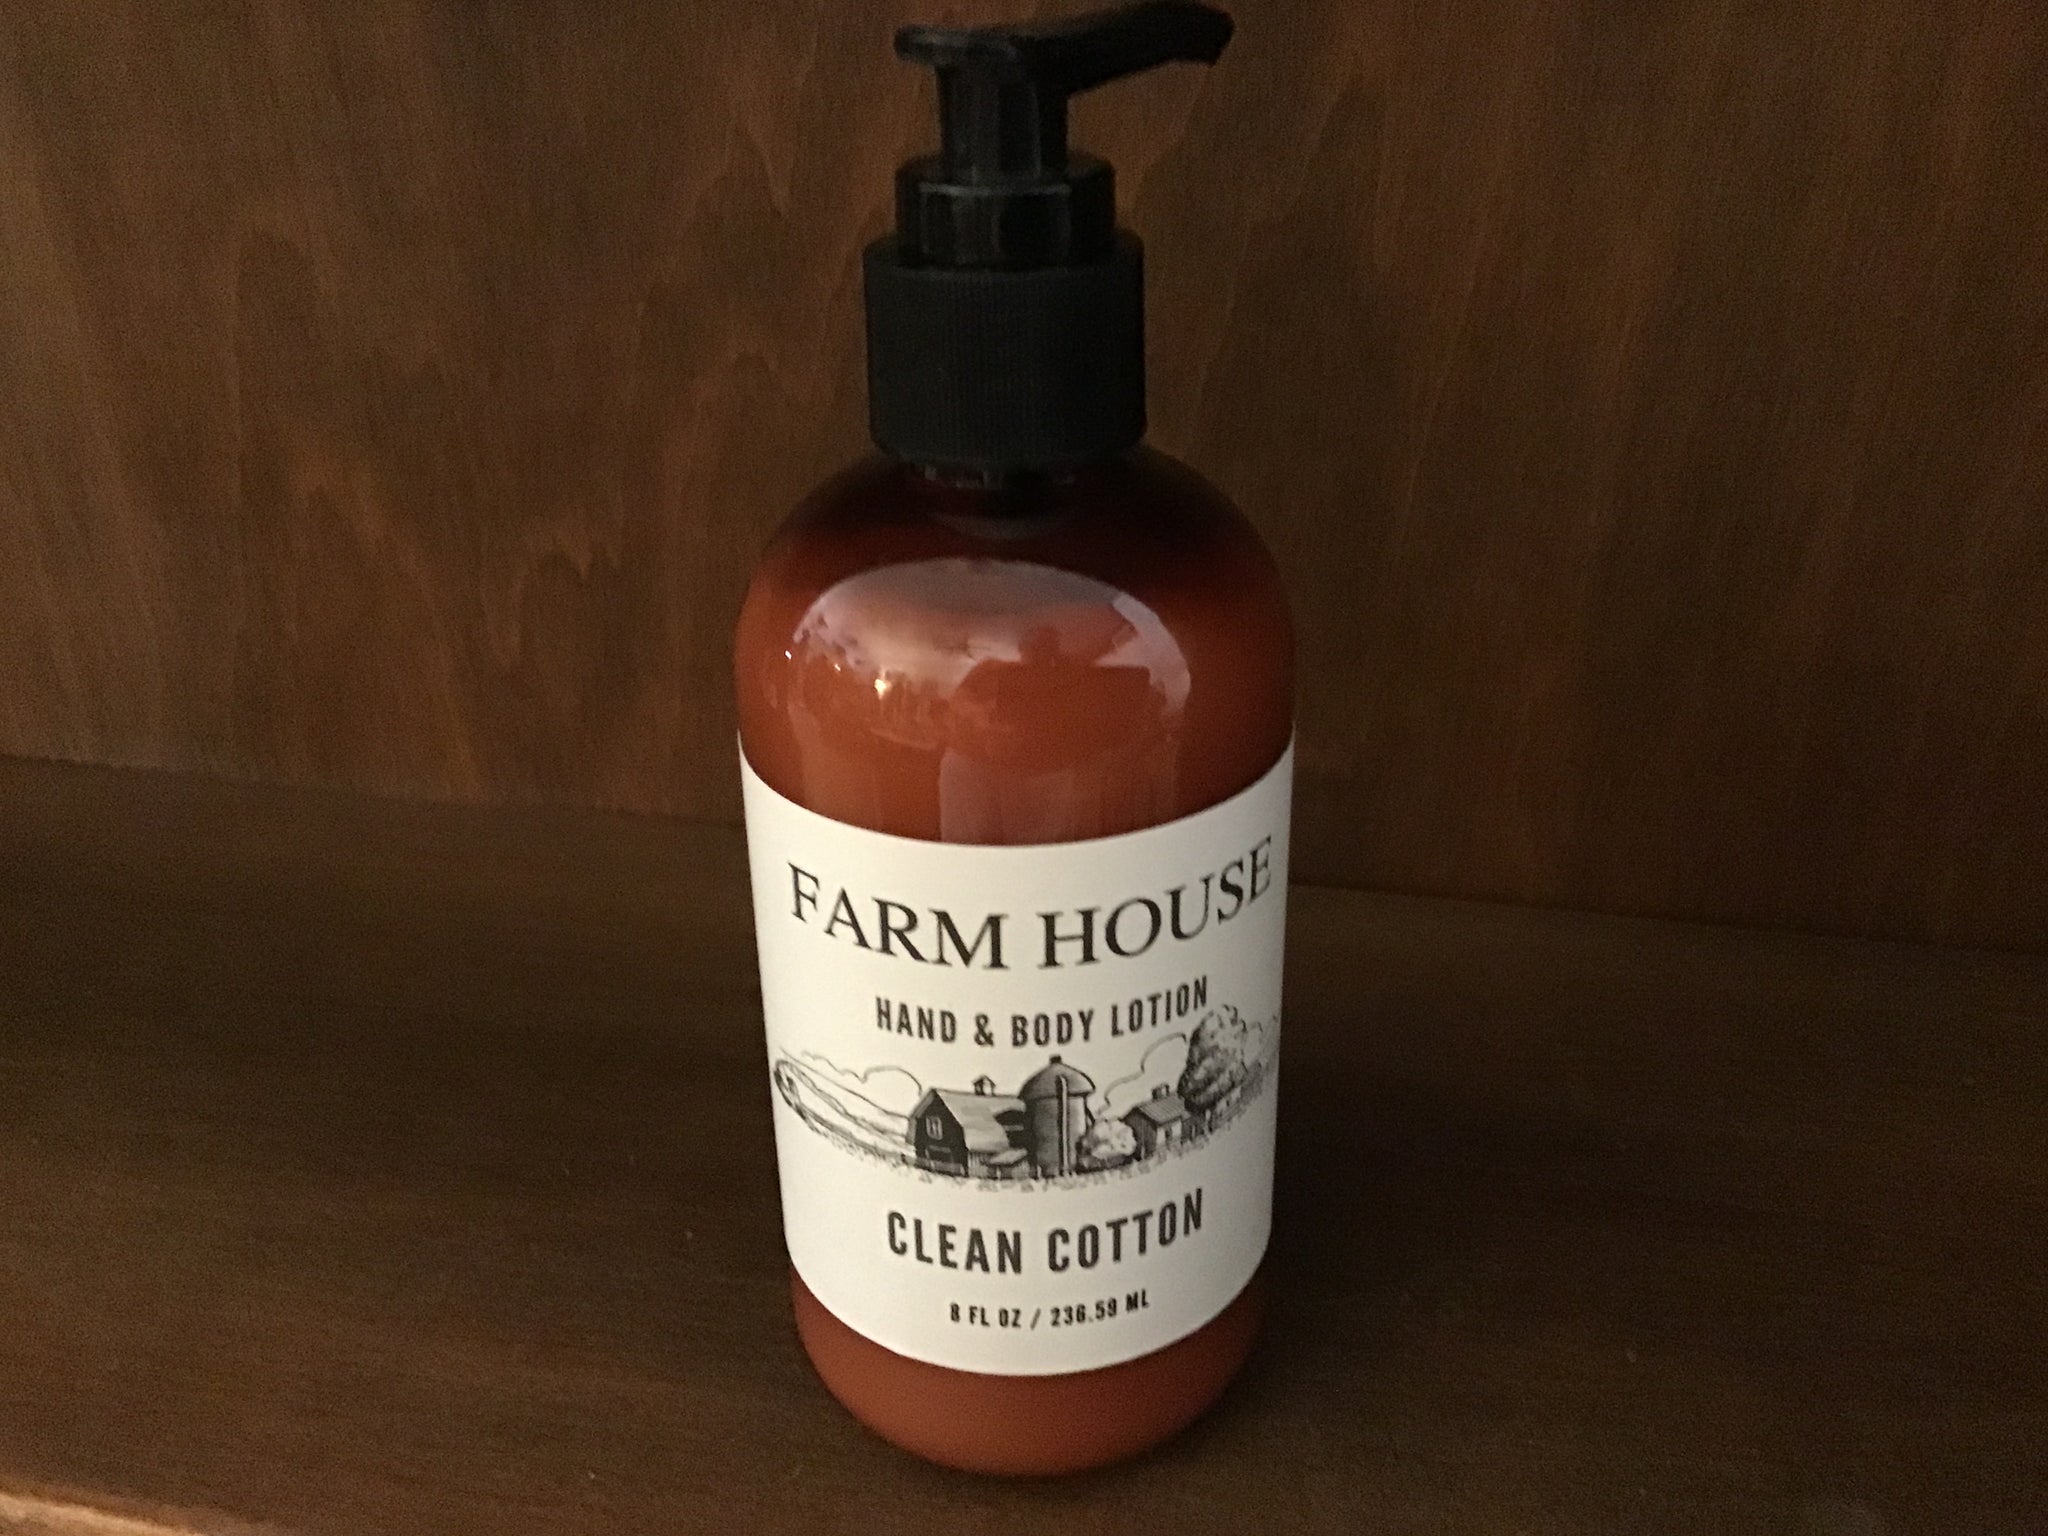 FARM HOUSE
HAND & BODY LOTION
CLEAN COTTON
8 FL OZ / 236.59 ML